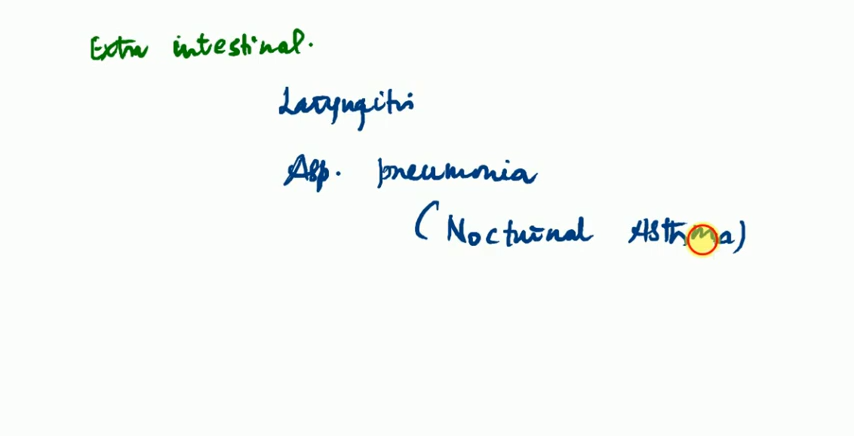 Extra intestinal.
Laryngitis
Asp. pneumonia
(Nocturnal Asthma)